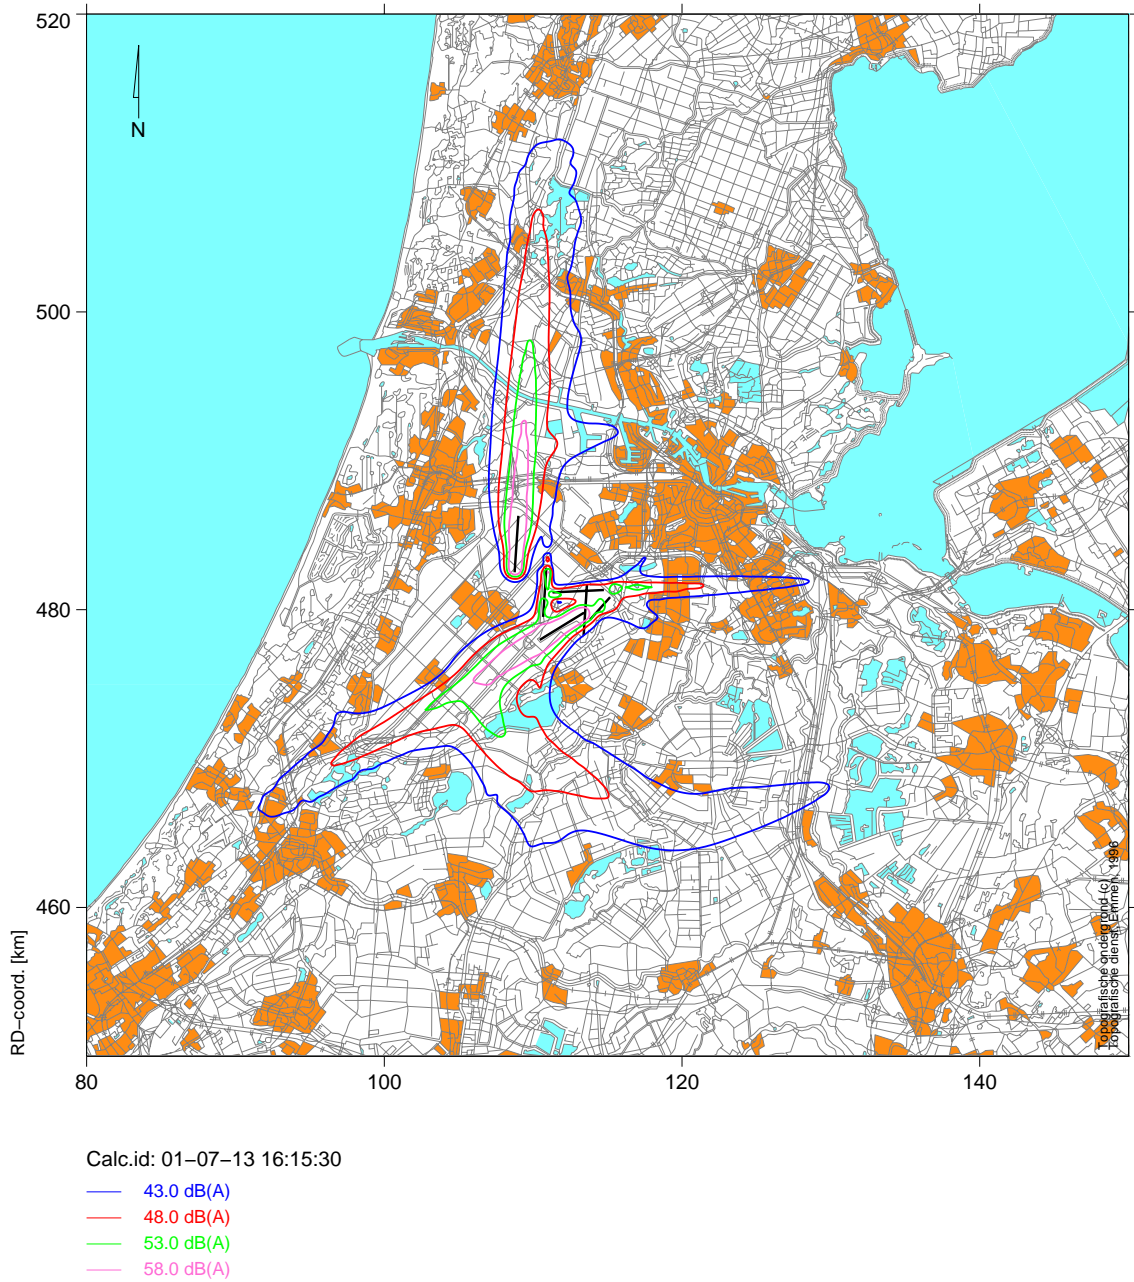 520
N
500
480
460
RD−coord. [km]
Topografische ondergrond (c)
Topografische dienst, Emmen, 1996
80
100
120
140
Calc.id: 01−07−13 16:15:30
43.0 dB(A)
48.0 dB(A)
53.0 dB(A)
58.0 dB(A)